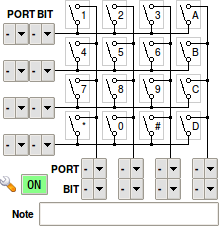 PORT BIT 1 2 3 A
- -
4 5 6 B
- -
7 8 9 C
- -
* 0 # D
- -
PORT - - - -
BIT - - - -
ON
Note